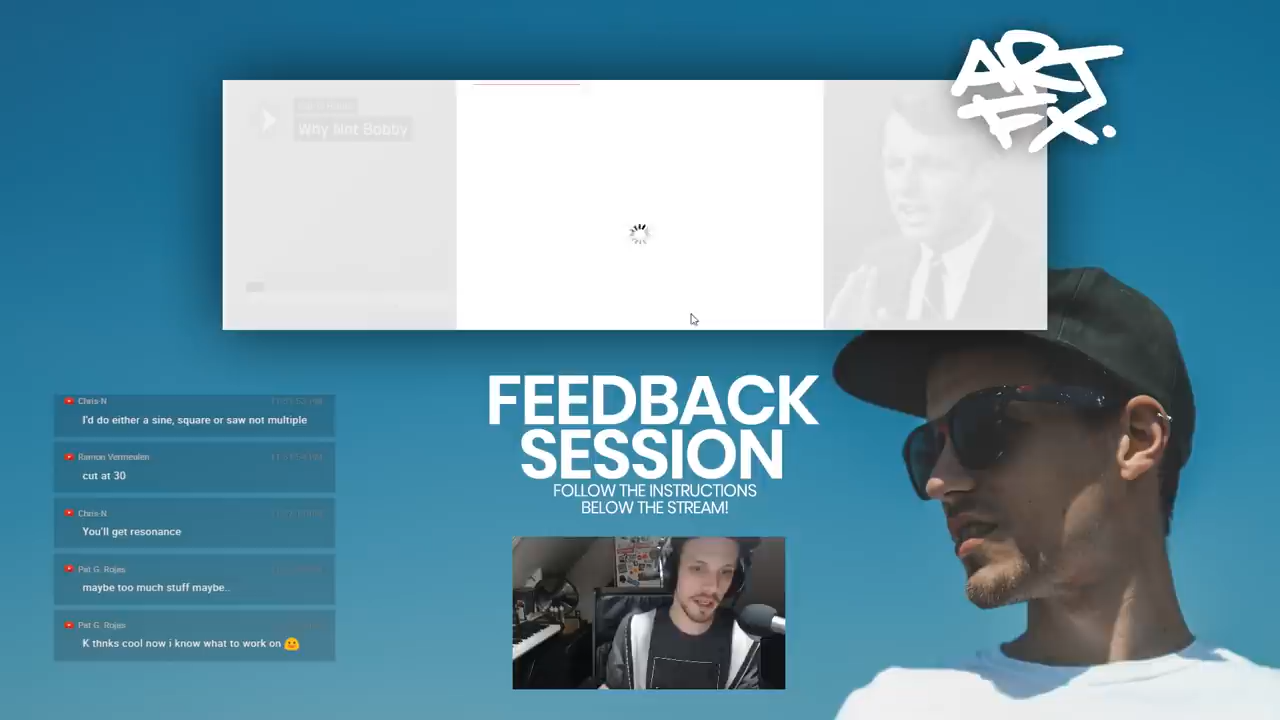 ART
FX.
Why Not Bobby
FEEDBACK
SESSION
FOLLOW THE INSTRUCTIONS
BELOW THE STREAM!
Chris-N
I'd do either a sine, square or saw not multiple
Ramon Vermeulen
cut at 30
Chris-N
You'll get resonance
Pat G. Rojas
maybe too much stuff maybe..
Pat G. Rojas
K thnks cool now i know what to work on